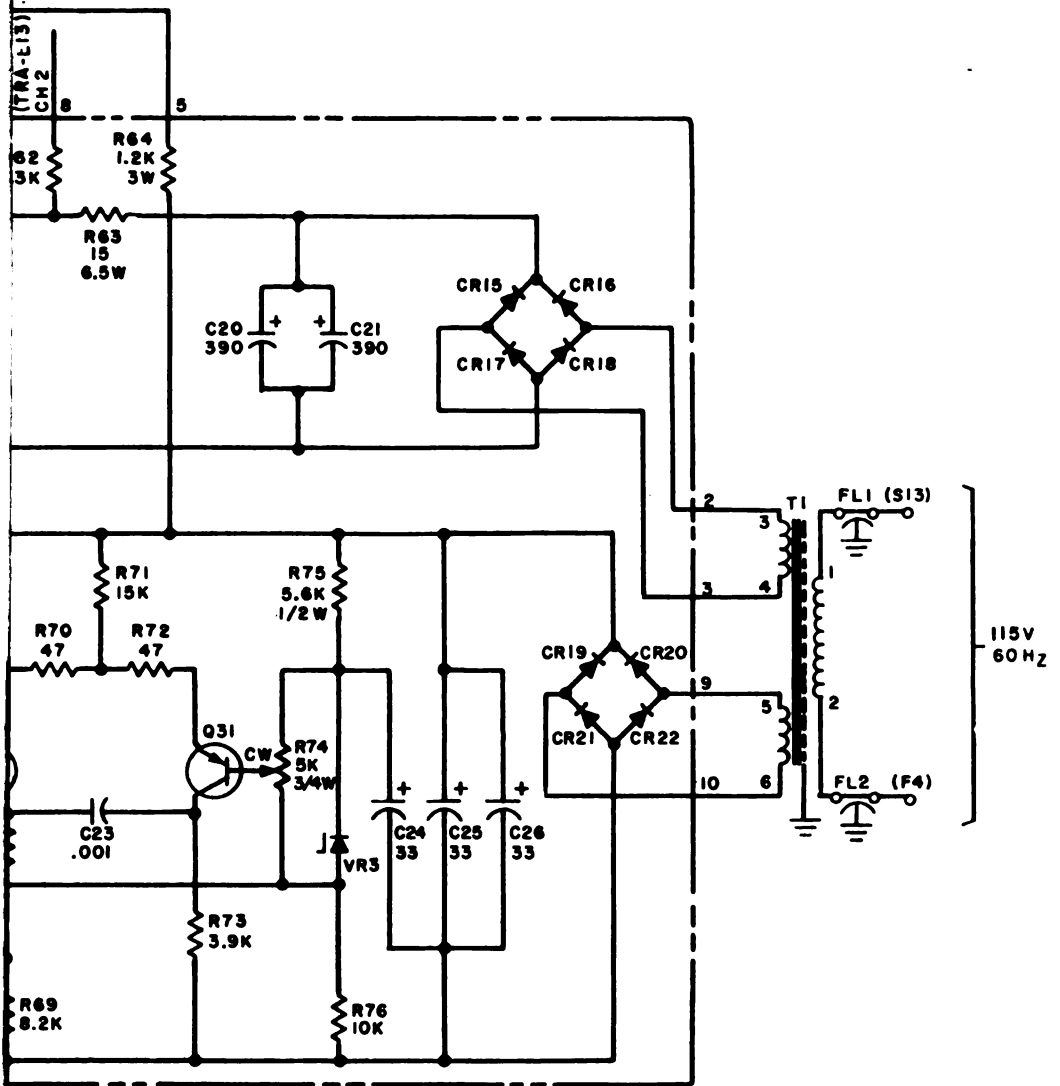 (TRA-E13)
CH 2
8
5
62
3K
R64
1.2K
3W
R63
15
6.5W
C20
390
+
+
C21
390
CR15
CR16
CR17
CR18
2
3
3
4
T1
FL1 (S13)
1
2
115V
60 HZ
R71
15K
R75
5.6K
1/2W
R70
47
R72
47
CR19
CR20
CR21
CR22
9
5
10
6
FL2 (F4)
Q31
CW
R74
5K
3/4W
C23
.001
VR3
+
C24
33
+
C25
33
+
C26
33
R73
3.9K
R69
8.2K
R76
10K